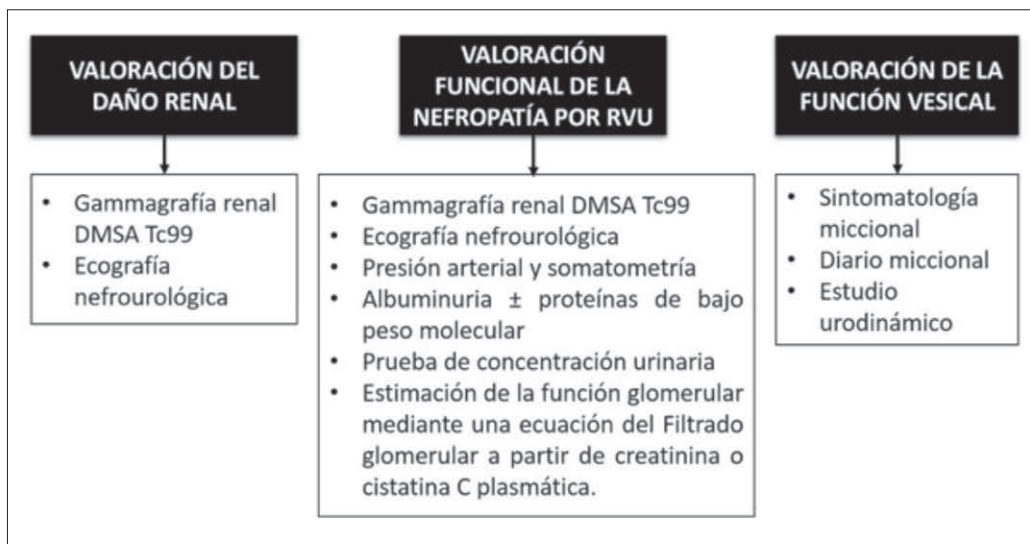 VALORACIÓN DEL
DAÑO RENAL
• Gammagrafía renal
DMSA Tc99
• Ecografía
nefrourológica
VALORACIÓN
FUNCIONAL DE LA
NEFROPATÍA POR RVU
• Gammagrafía renal DMSA Tc99
• Ecografía nefrourológica
• Presión arterial y somatometría
• Albuminuria ± proteínas de bajo
peso molecular
• Prueba de concentración urinaria
• Estimación de la función glomerular
mediante una ecuación del Filtrado
glomerular a partir de creatinina o
cistatina C plasmática.
VALORACIÓN DE LA
FUNCIÓN VESICAL
• Sintomatología
miccional
• Diario miccional
• Estudio
urodinámico